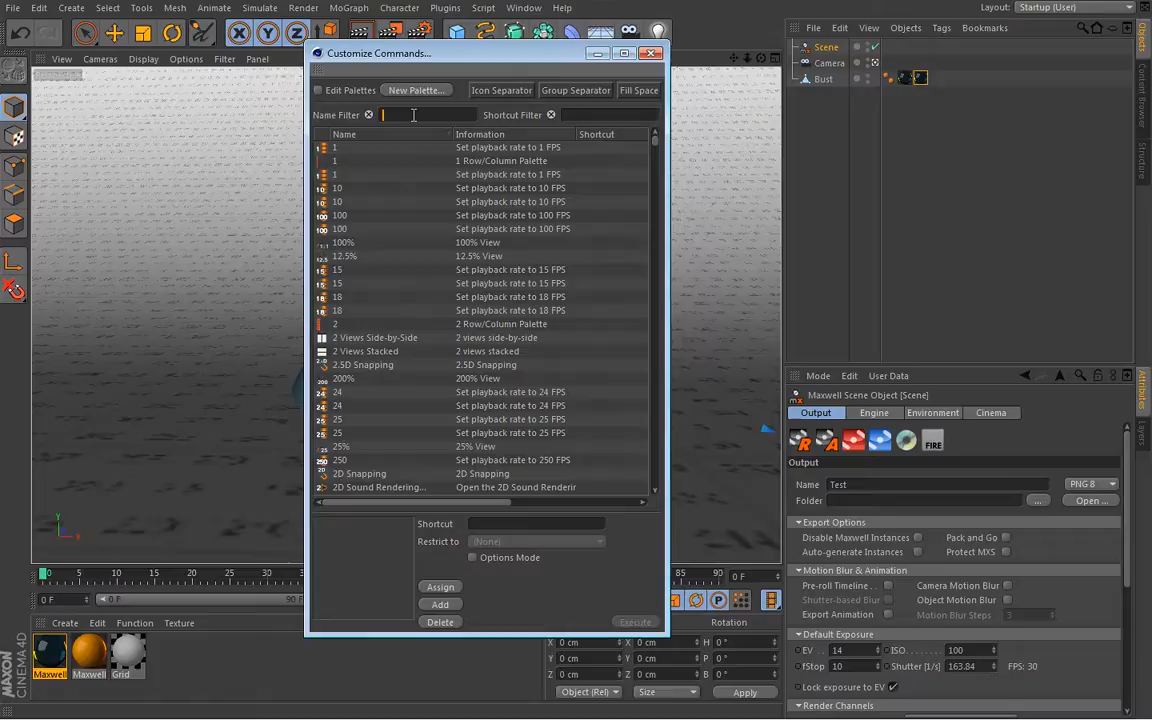 File Edit Create Select Tools Mesh Animate Simulate Render MoGraph Character Plugins Script Window Help Layout: Startup (User)
Customize Commands...
File Edit View Objects Tags Bookmarks
View Cameras Display Options Filter Panel
Scene
Camera
Bust
Edit Palettes New Palette... Icon Separator Group Separator Fill Space
Name Filter Shortcut Filter
Name Information Shortcut
1 Set playback rate to 1 FPS
1 1 Row/Column Palette
1 Set playback rate to 1 FPS
10 Set playback rate to 10 FPS
10 Set playback rate to 10 FPS
100 Set playback rate to 100 FPS
100 Set playback rate to 100 FPS
100% 100% View
12.5% 12.5% View
15 Set playback rate to 15 FPS
15 Set playback rate to 15 FPS
18 Set playback rate to 18 FPS
18 Set playback rate to 18 FPS
2 2 Row/Column Palette
2 Views Side-by-Side 2 views side-by-side
2 Views Stacked 2 views stacked
2.5D Snapping 2.5D Snapping
200% 200% View
24 Set playback rate to 24 FPS
24 Set playback rate to 24 FPS
25 Set playback rate to 25 FPS
25 Set playback rate to 25 FPS
25% 25% View
250 Set playback rate to 250 FPS
2D Snapping 2D Snapping
2D Sound Rendering... Open the 2D Sound Renderir
Shortcut
Restrict to (None)
Options Mode
Assign
Add
Delete Execute
Mode Edit User Data
Maxwell Scene Object [Scene]
Output Engine Environment Cinema
FIRE
Output
Name Test PNG 8
Folder ... Open ...
Export Options
Disable Maxwell Instances Pack and Go
Auto-generate Instances Protect MXS
Motion Blur & Animation
Pre-roll Timeline . . Camera Motion Blur
Shutter-based Blur Object Motion Blur
Export Animation Motion Blur Steps 3
Default Exposure
EV 14 ISO. 100
fStop 10 Shutter [1/s] 163.84 FPS: 30
Lock exposure to EV
Render Channels
Objects
Structure
Attributes
Layers
0 5 10 15 20 25 30 35 85 90 0 F
0 F 0 F 90 F
Create Edit Function Texture
Maxwell Maxwell Grid
MAXON CINEMA 4D
Rotation
X 0 cm X 0 cm H 0 °
Y 0 cm Y 0 cm P 0 °
Z 0 cm Z 0 cm B 0 °
Object (Rel) Size Apply